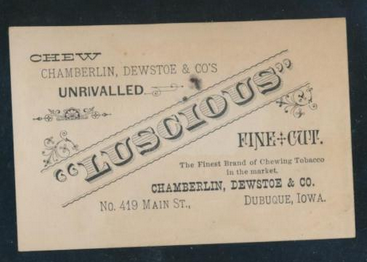 CHEW
CHAMBERLIN, DEWSTOE & CO'S
UNRIVALLED
"LUSCIOUS"
FINE-CUT.
The Finest Brand of Chewing Tobacco
in the market.
CHAMBERLIN, DEWSTOE & CO.
No. 419 MAIN ST., DUBUQUE, IOWA.